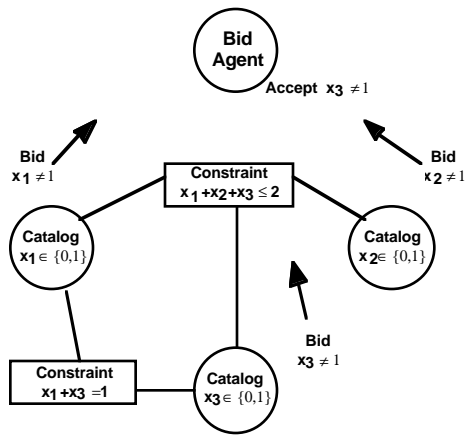 Bid
Agent
Accept x3 ≠ 1
Bid
x1 ≠ 1
Bid
x2 ≠ 1
Constraint
x1+x2+x3 ≤ 2
Catalog
x1∈ {0,1}
Catalog
x2∈ {0,1}
Bid
x3 ≠ 1
Constraint
x1+x3 =1
Catalog
x3∈ {0,1}